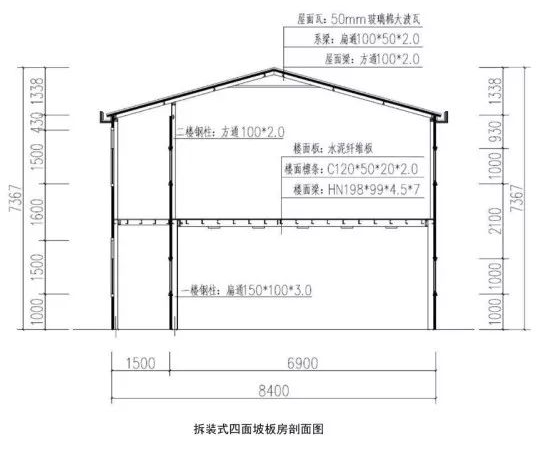 屋面瓦：50mm玻璃棉大波瓦
系梁：扁通100*50*2.0
屋面梁：方通100*2.0
二楼钢柱：方通100*2.0
楼面板：水泥纤维板
楼面檩条：C120*50*20*2.0
楼面梁：HN198*99*4.5*7
一楼钢柱：扁通150*100*3.0
7367
1338
430
1500
1600
1500
1000
1338
930
1000
2100
1000
1000
7367
1500
6900
8400
拆装式四面坡板房剖面图